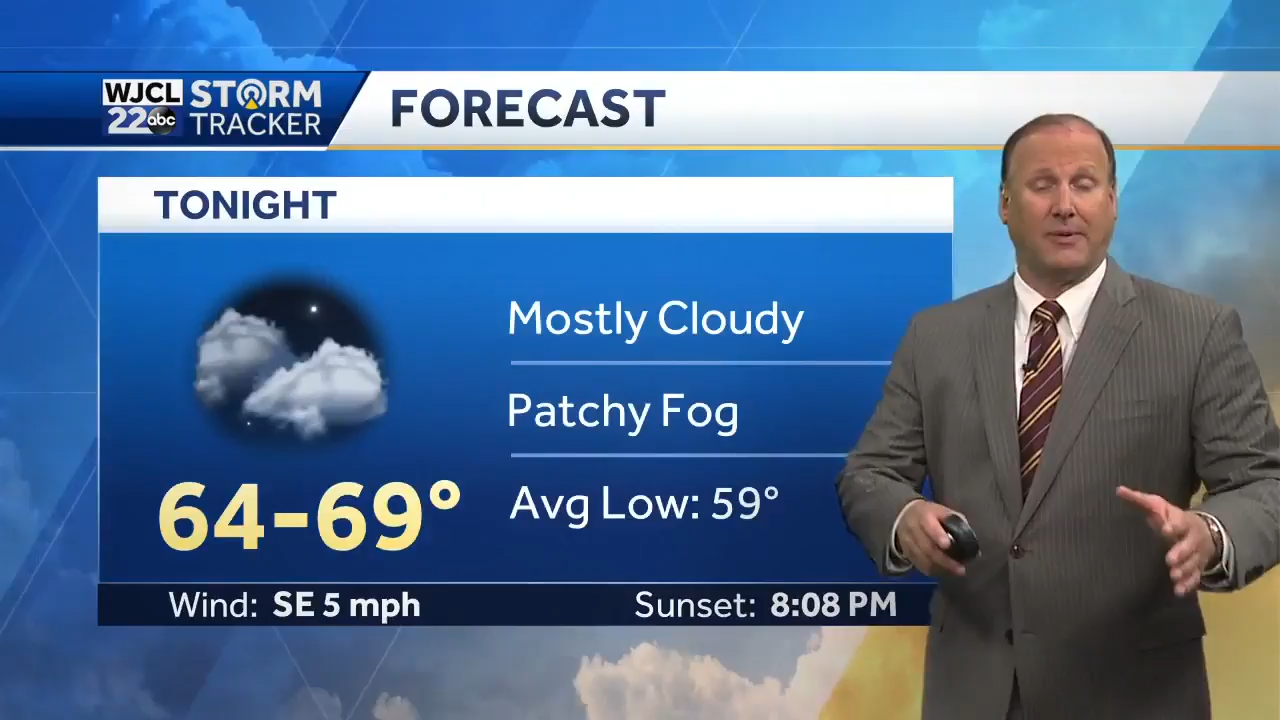 WJCL STORM
22 abc TRACKER
FORECAST
TONIGHT
Mostly Cloudy
Patchy Fog
64-69°
Avg Low: 59°
Wind: SE 5 mph
Sunset: 8:08 PM